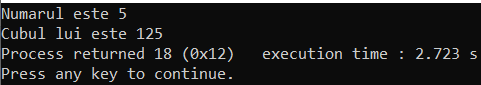 Numarul este 5
Cubul lui este 125
Process returned 18 (0x12)   execution time : 2.723 s
Press any key to continue.